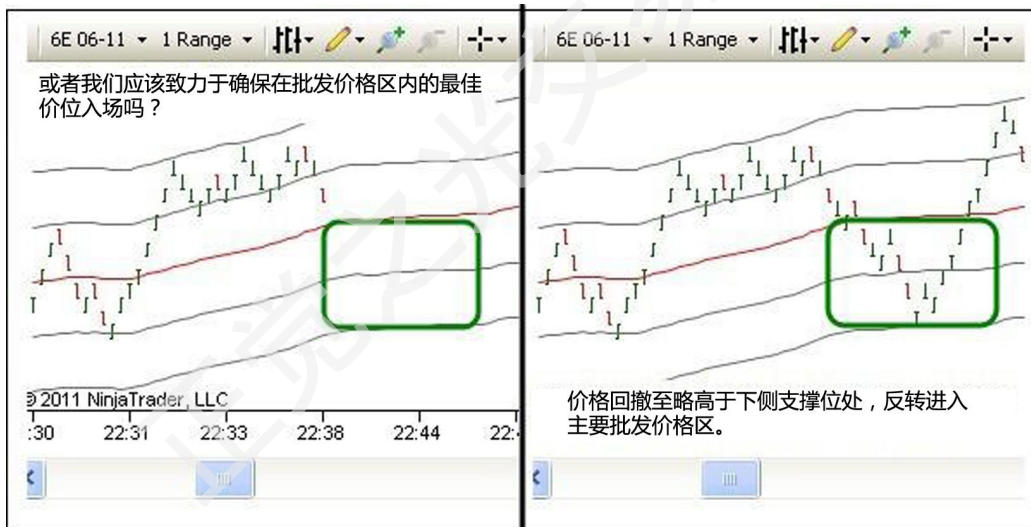 6E 06-11 1 Range
6E 06-11 1 Range
或者我们应该致力于确保在批发价格区内的最佳
价位入场吗？
© 2011 NinjaTrader, LLC
:30 22:31 22:33 22:38 22:44 22:
价格回撤至略高于下侧支撑位处，反转进入
主要批发价格区。